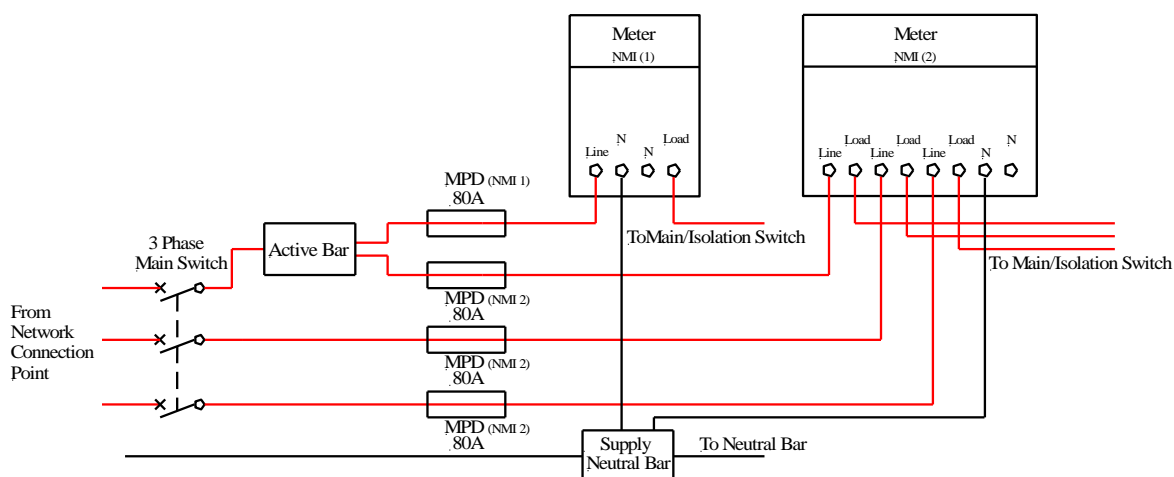 Meter
NMI (1)
Meter
NMI (2)
Line
N
N
Load
Line
Load
Line
Load
Line
Load
N
N
MPD (NMI 1)
80A
ToMain/Isolation Switch
To Main/Isolation Switch
3 Phase
Main Switch
Active Bar
MPD (NMI 2)
80A
From
Network
Connection
Point
MPD (NMI 2)
80A
MPD (NMI 2)
80A
Supply
Neutral Bar
To Neutral Bar